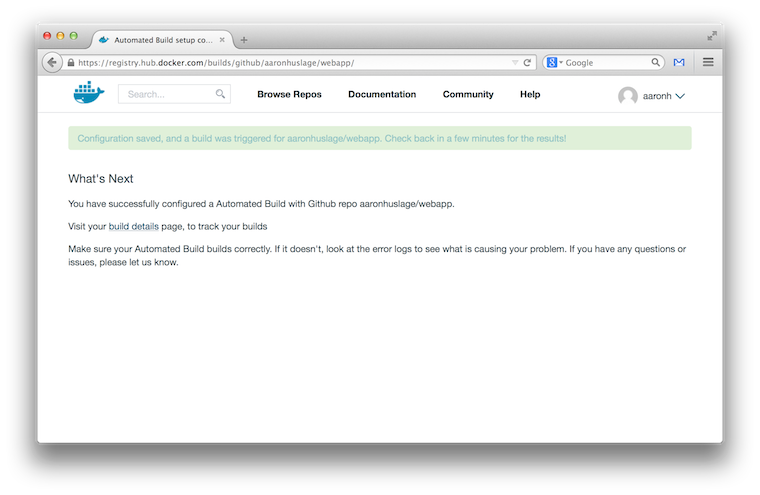 Automated Build setup co...
https://registry.hub.docker.com/builds/github/aaronhuslage/webapp/
Google
Search...
Browse Repos
Documentation
Community
Help
aaronh
Configuration saved, and a build was triggered for aaronhuslage/webapp. Check back in a few minutes for the results!
What's Next
You have successfully configured a Automated Build with Github repo aaronhuslage/webapp.
Visit your build details page, to track your builds
Make sure your Automated Build builds correctly. If it doesn't, look at the error logs to see what is causing your problem. If you have any questions or
issues, please let us know.